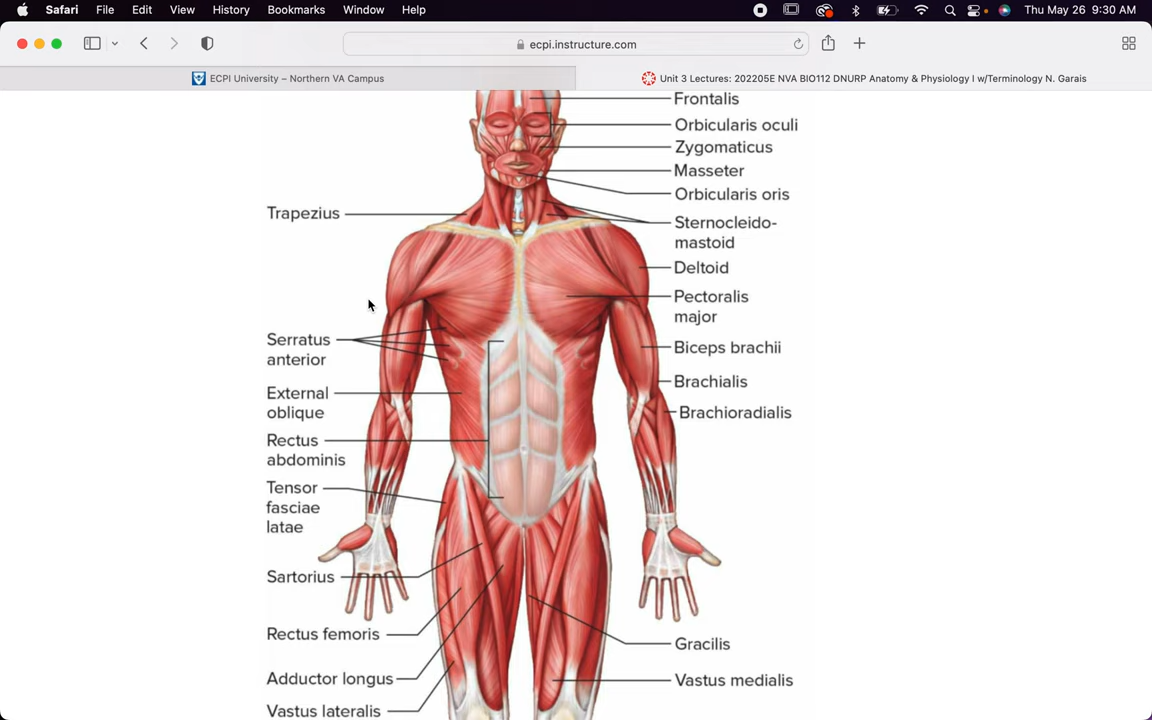 Safari File Edit View History Bookmarks Window Help Thu May 26 9:30 AM
ecpi.instructure.com
ECPI University – Northern VA Campus
Unit 3 Lectures: 202205E NVA BIO112 DNURP Anatomy & Physiology I w/Terminology N. Garais
Frontalis
Orbicularis oculi
Zygomaticus
Masseter
Orbicularis oris
Trapezius
Sternocleido-
mastoid
Deltoid
Pectoralis
major
Serratus
anterior
Biceps brachii
Brachialis
External
oblique
Brachioradialis
Rectus
abdominis
Tensor
fasciae
latae
Sartorius
Rectus femoris
Gracilis
Adductor longus
Vastus medialis
Vastus lateralis